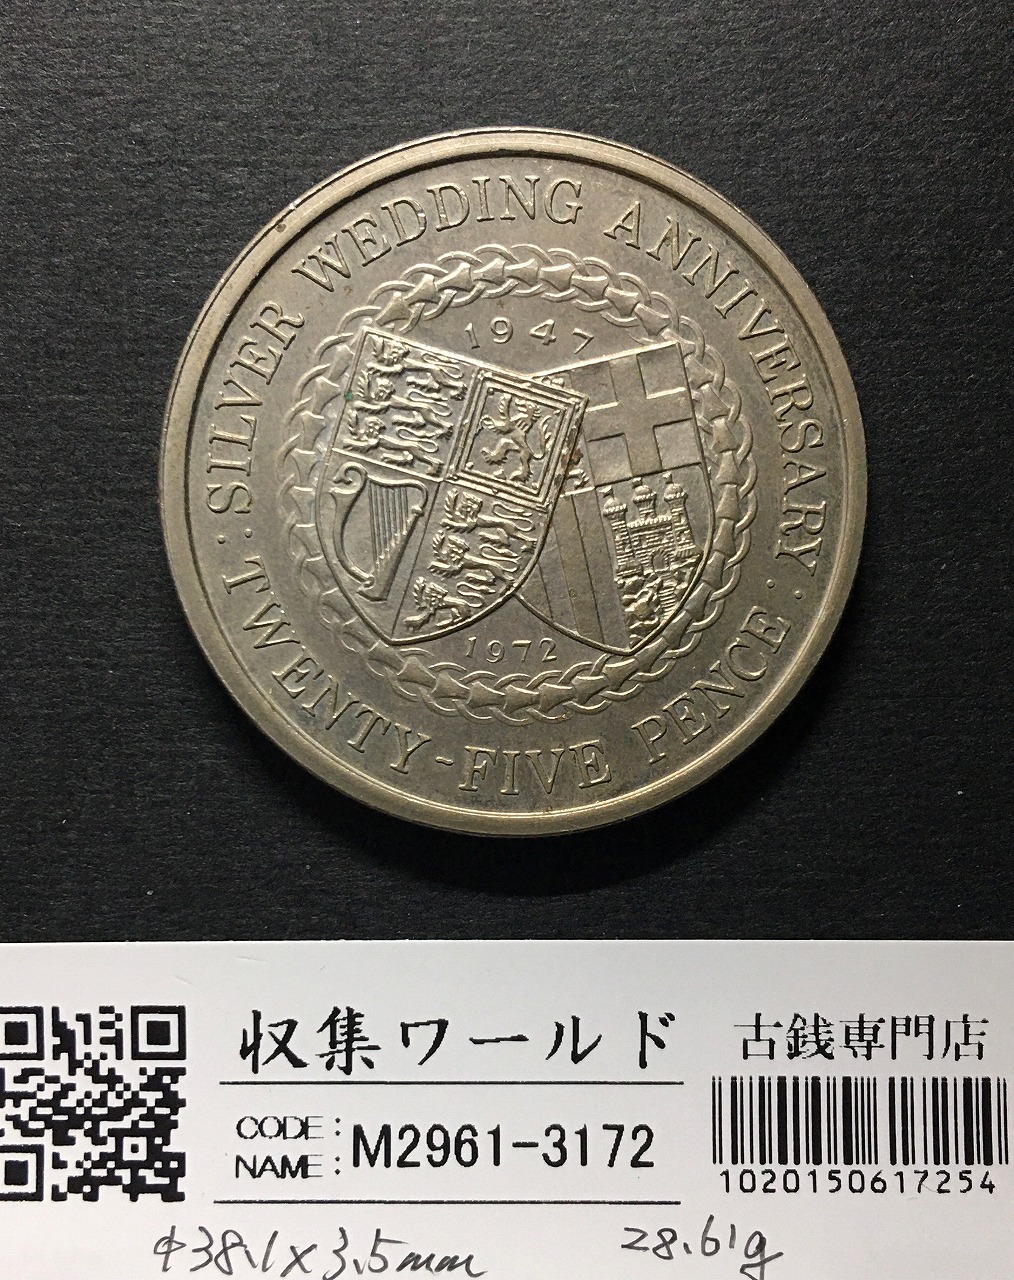 SILVER WEDDING ANNIVERSARY
1947
1972
TWENTY-FIVE PENCE
収集ワールド
古銭専門店
CODE:
NAME: M2961-3172
1020150617254
φ38.1×3.5mm
28.61g